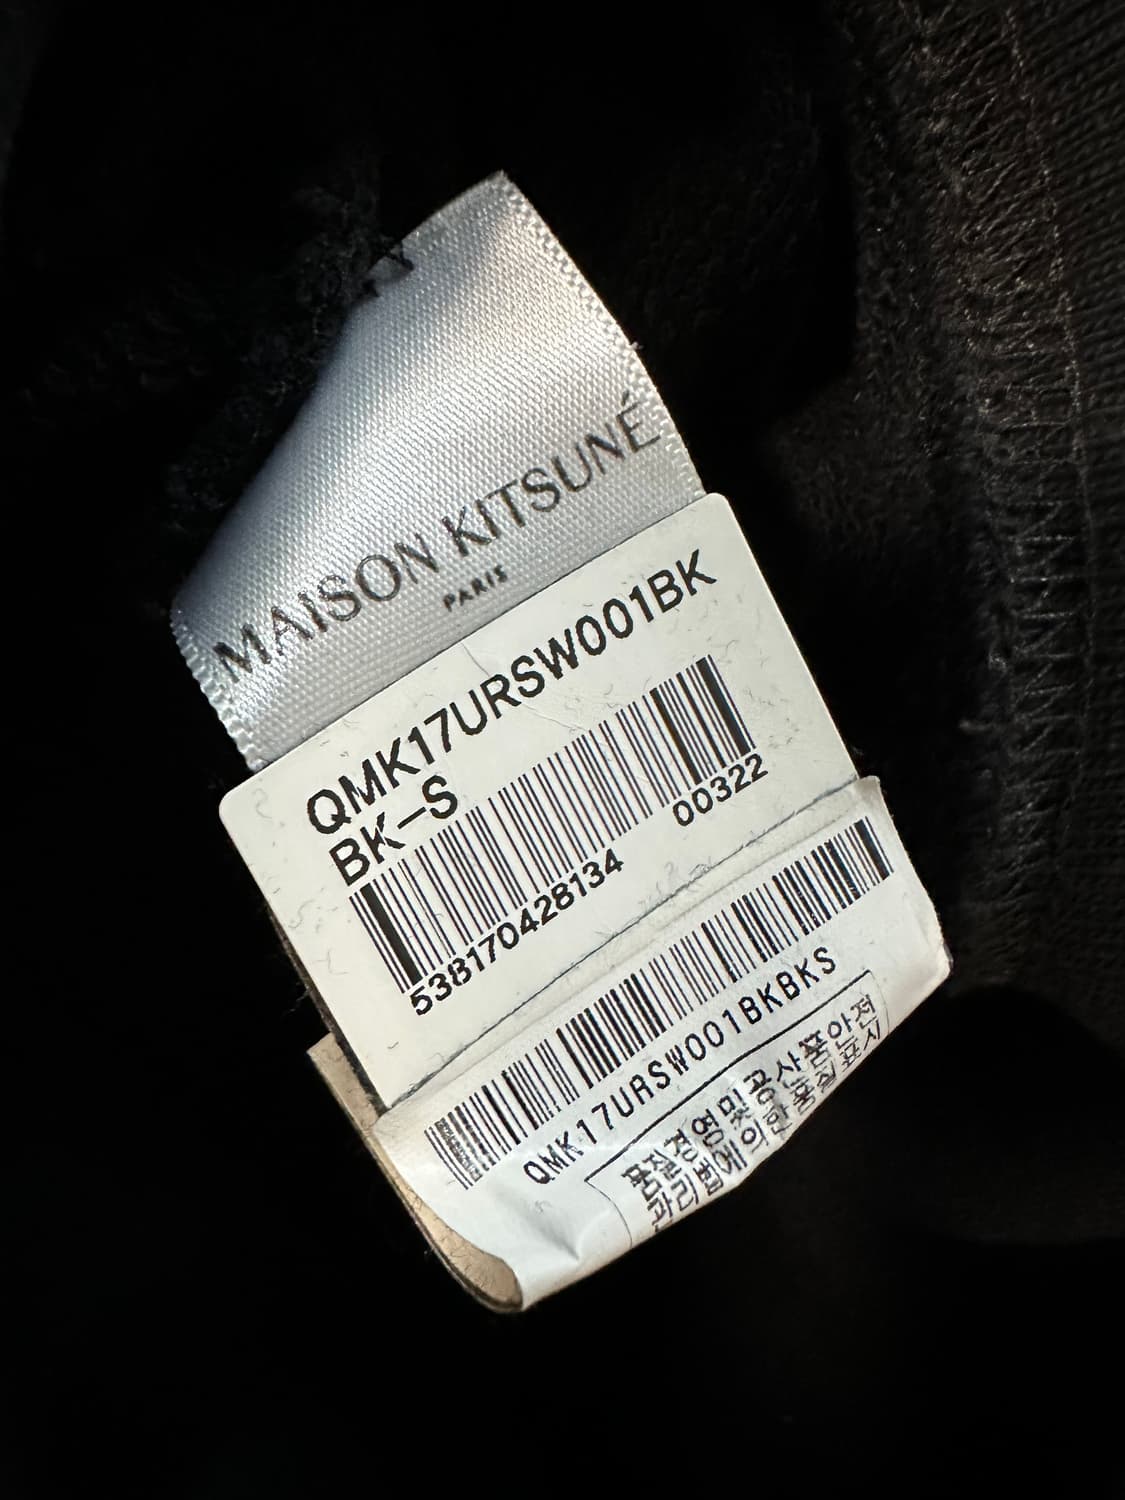 MAISON KITSUNÉ
PARIS
QMK17URSW001BK
BK-S
538170428134
00322
QMK17URSW001BKBKS
품질경영 및 공산품안전
관리법에 의한 품질표시